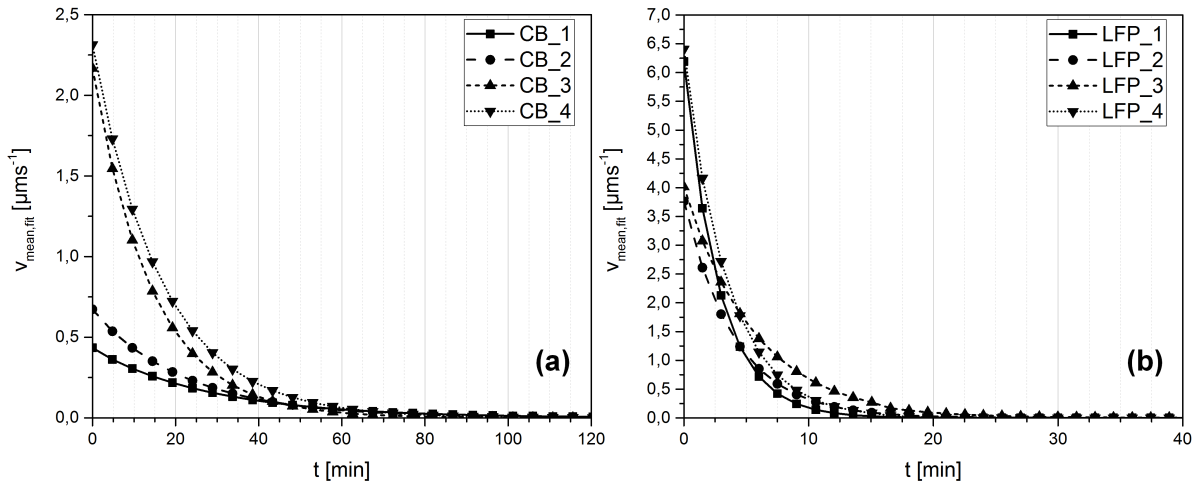 2,5
2,0
1,5
1,0
0,5
0,0
v_mean,fit [µms⁻¹]
CB_1
CB_2
CB_3
CB_4
(a)
0 20 40 60 80 100 120
t [min]
7,0
6,5
6,0
5,5
5,0
4,5
4,0
3,5
3,0
2,5
2,0
1,5
1,0
0,5
0,0
v_mean,fit [µms⁻¹]
LFP_1
LFP_2
LFP_3
LFP_4
(b)
0 10 20 30 40
t [min]